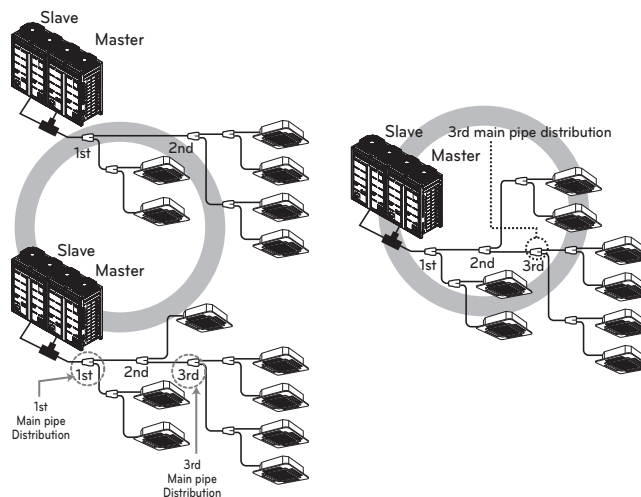 Slave
Master
1st
2nd
Slave
Master
1st
2nd
3rd
1st
Main pipe
Distribution
3rd
Main pipe
Distribution
Slave
3rd main pipe distribution
Master
1st
2nd
3rd